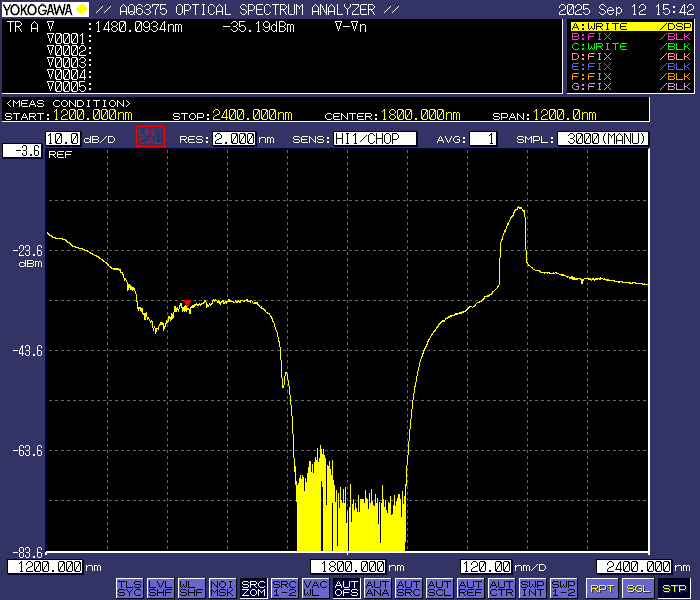 YOKOGAWA // AQ6375 OPTICAL SPECTRUM ANALYZER // 2025 Sep 12 15:42
TR A ∇ :1480.0934nm -35.19dBm ∇-∇n
∇0001:
∇0002:
∇0003:
∇0004:
∇0005:
A:WRITE /DSP
B:FIX /BLK
C:WRITE /BLK
D:FIX /BLK
E:FIX /BLK
F:FIX /BLK
G:FIX /BLK
<MEAS CONDITION>
START:1200.000nm STOP:2400.000nm CENTER:1800.000nm SPAN:1200.0nm
10.0 dB/D UN CAL RES: 2.000 nm SENS: HI1/CHOP AVG: 1 SMPL: 3000(MANU)
-3.6 REF
-23.6
dBm
-43.6
-63.6
-83.6
1200.000 nm 1800.000 nm 120.00 nm/D 2400.000 nm
TLS SYC LVL SHF WL SHF NOI MSK SRC ZOM SRC 1-2 VAC WL AUT OFS AUT ANA AUT SRC AUT SCL AUT REF AUT CTR SWP INT SWP 1-2 RPT SGL STP